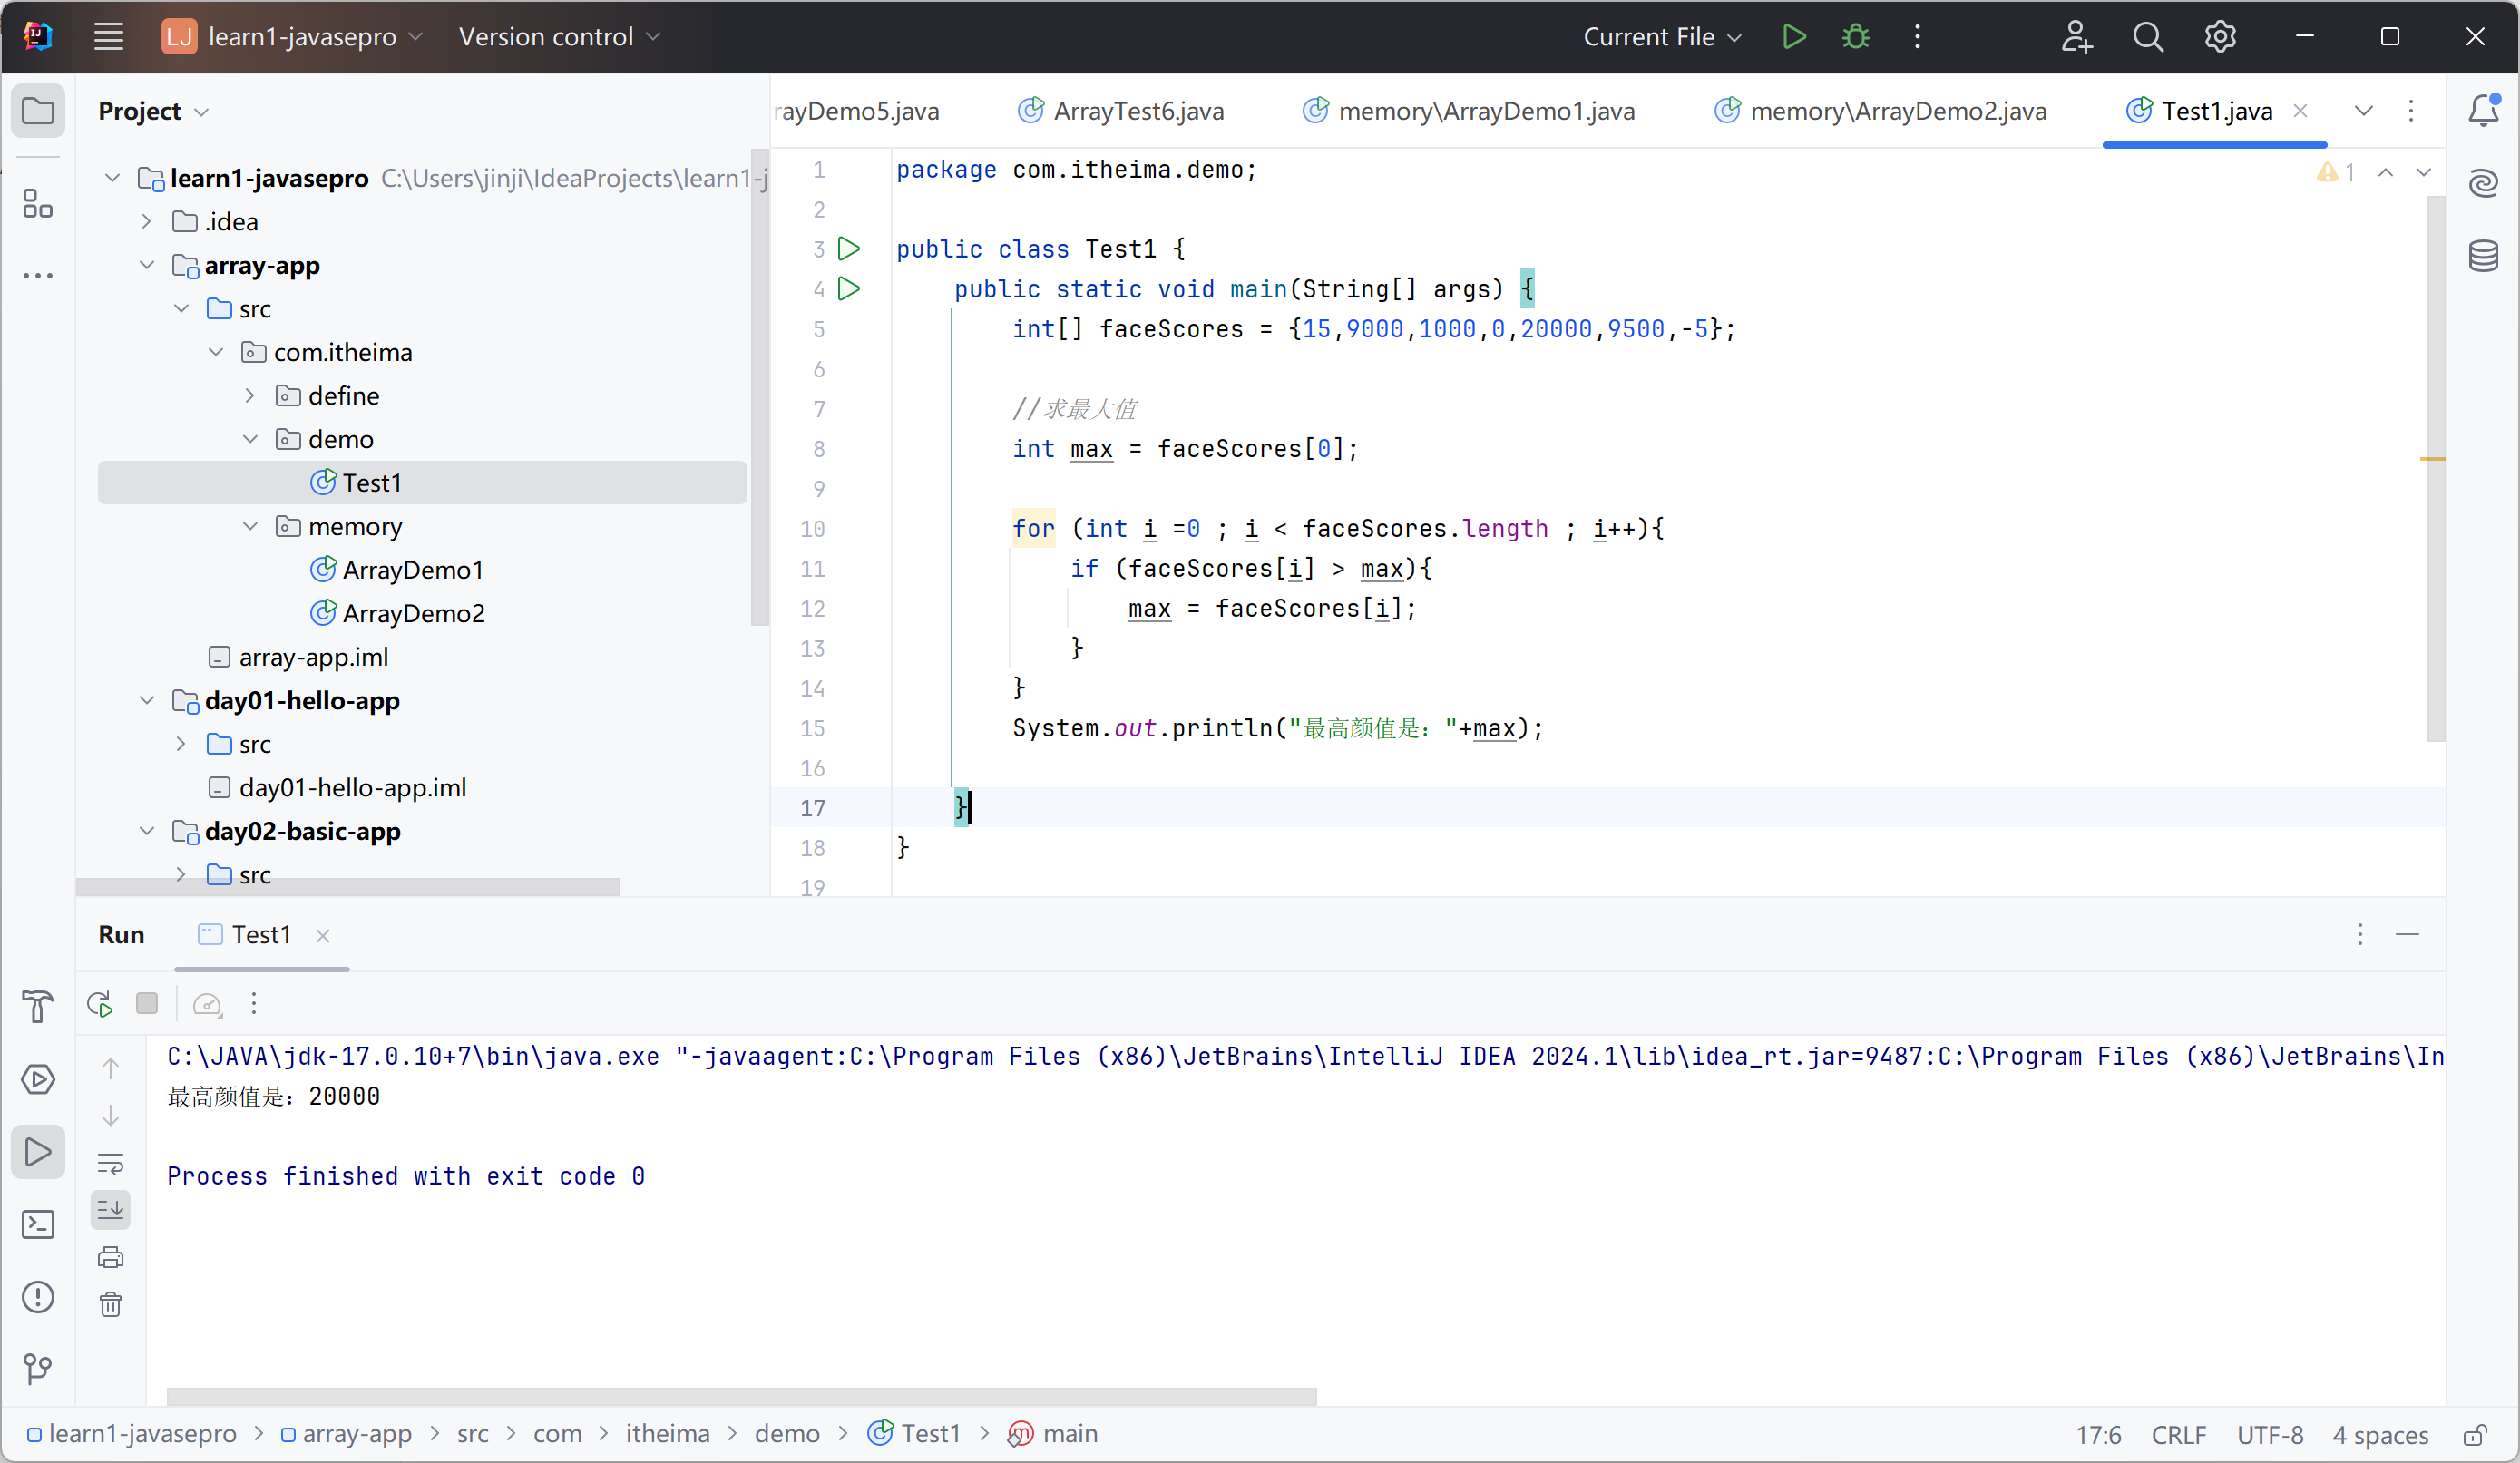 LJ learn1-javasepro Version control Current File
Project
learn1-javasepro C:\Users\jinji\IdeaProjects\learn1-j
.idea
array-app
src
com.itheima
define
demo
Test1
memory
ArrayDemo1
ArrayDemo2
array-app.iml
day01-hello-app
src
day01-hello-app.iml
day02-basic-app
src
rayDemo5.java ArrayTest6.java memory\ArrayDemo1.java memory\ArrayDemo2.java Test1.java
1
1 package com.itheima.demo;
2
3 public class Test1 {
4 public static void main(String[] args) {
5 int[] faceScores = {15,9000,1000,0,20000,9500,-5};
6
7 //求最大值
8 int max = faceScores[0];
9
10 for (int i =0 ; i < faceScores.length ; i++){
11 if (faceScores[i] > max){
12 max = faceScores[i];
13 }
14 }
15 System.out.println("最高颜值是："+max);
16
17 }
18 }
19
Run Test1
C:\JAVA\jdk-17.0.10+7\bin\java.exe "-javaagent:C:\Program Files (x86)\JetBrains\IntelliJ IDEA 2024.1\lib\idea_rt.jar=9487:C:\Program Files (x86)\JetBrains\In
最高颜值是：20000
Process finished with exit code 0
learn1-javasepro > array-app > src > com > itheima > demo > Test1 > main 17:6 CRLF UTF-8 4 spaces